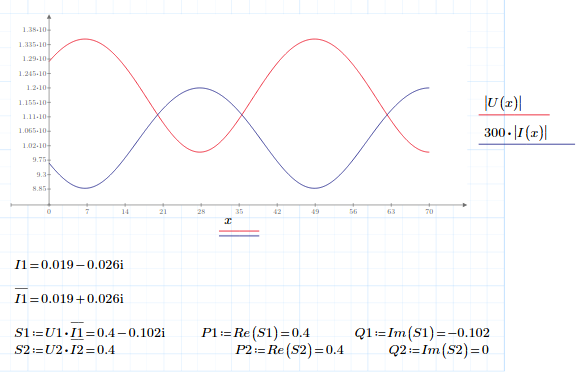 1.38·10
1.335·10
1.29·10
1.245·10
1.2·10
1.155·10
1.11·10
1.065·10
1.02·10
9.75
9.3
8.85
0 7 14 21 28 35 42 49 56 63 70
x
|U(x)|
300·|I(x)|
I1=0.019−0.026i
I1̅=0.019+0.026i
S1:=U1·I1̅=0.4−0.102i P1:=Re(S1)=0.4 Q1:=Im(S1)=−0.102
S2:=U2·I2̅=0.4 P2:=Re(S2)=0.4 Q2:=Im(S2)=0